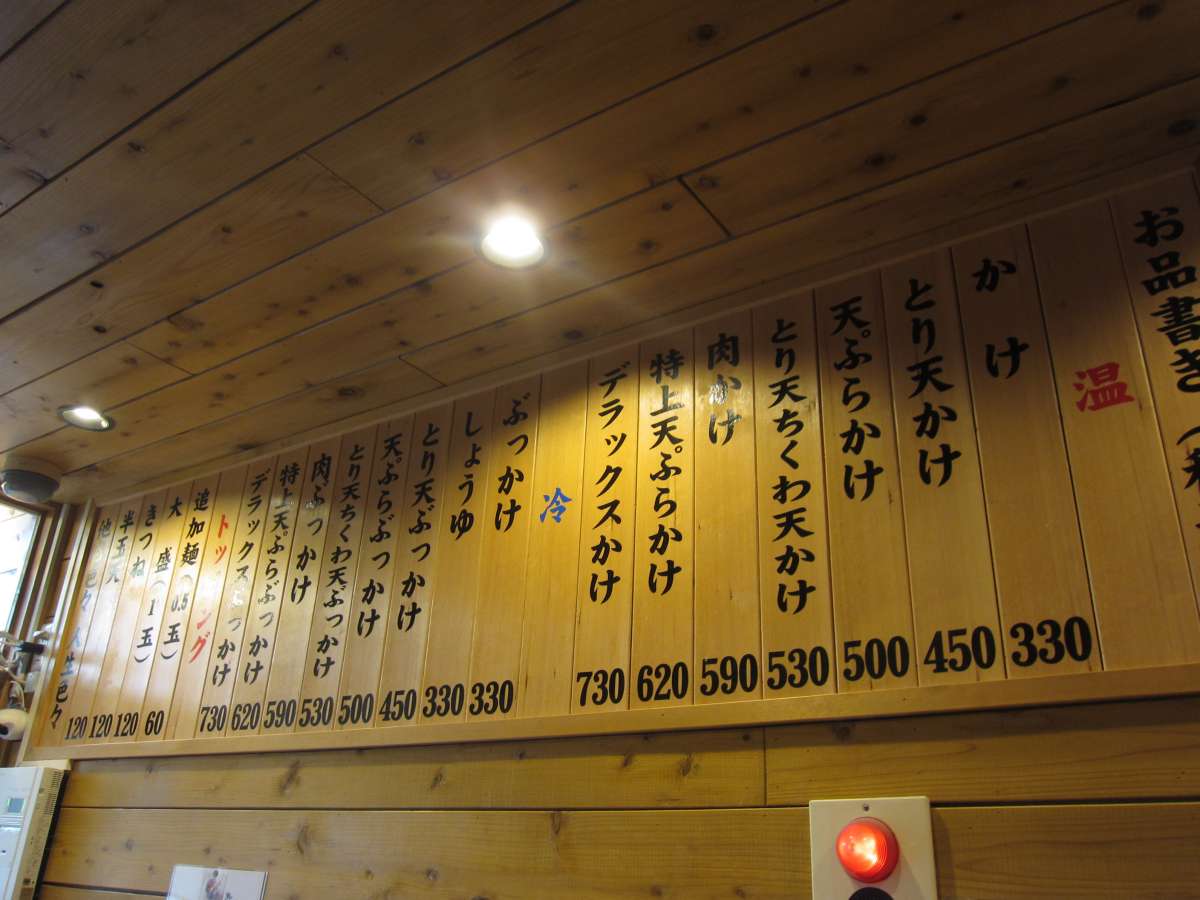 お品書き
温
かけ 330
とり天かけ 450
天ぷらかけ 500
とり天ちくわ天かけ 530
肉かけ 590
特上天ぷらかけ 620
デラックスかけ 730
冷
ぶっかけ 330
しょうゆ 330
とり天ぶっかけ 450
天ぷらぶっかけ 500
とり天ちくわ天ぶっかけ 530
肉ぶっかけ 590
特上天ぷらぶっかけ 620
デラックスぶっかけ 730
トッピング
追加麺(0.5玉) 60
大盛(1玉) 120
きつね 120
半玉天 120
他色々人生色々